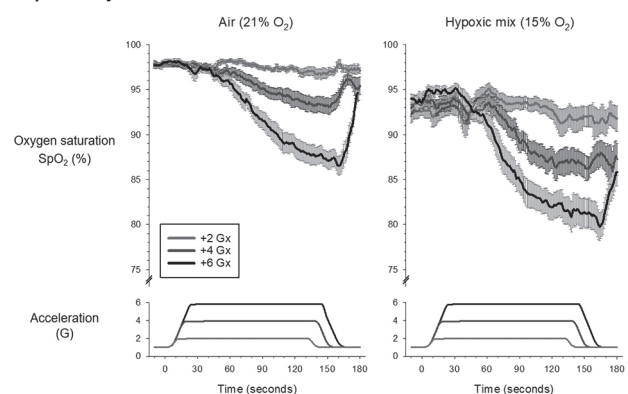 Air (21% O₂)
Hypoxic mix (15% O₂)
Oxygen saturation
SpO₂ (%)
100
95
90
85
80
75
100
95
90
85
80
75
+2 Gx
+4 Gx
+6 Gx
Acceleration
(G)
6
4
2
0
6
4
2
0
0 30 60 90 120 150 180
0 30 60 90 120 150 180
Time (seconds)
Time (seconds)